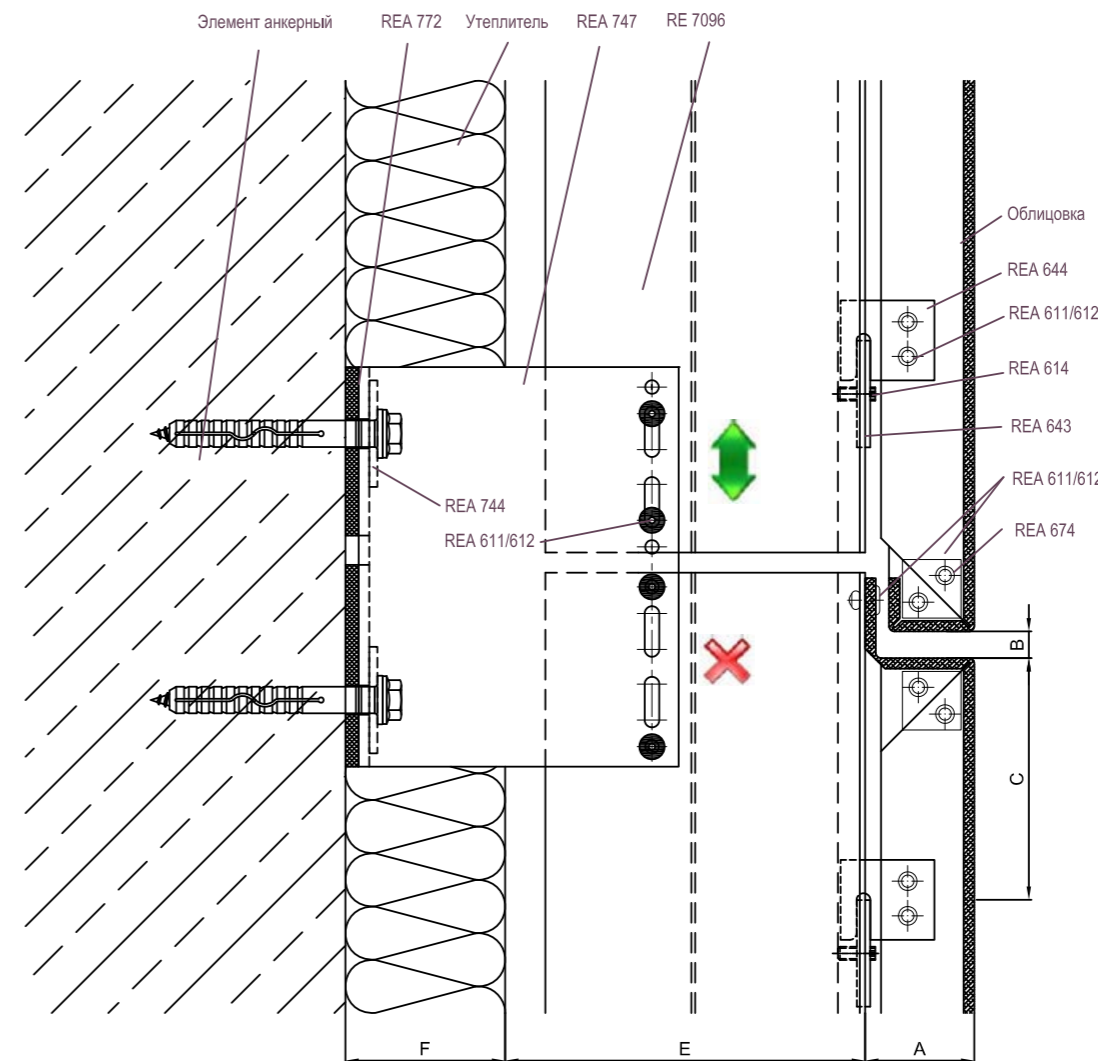 Элемент анкерный
REA 772
Утеплитель
REA 747
RE 7096
Облицовка
REA 644
REA 611/612
REA 614
REA 643
REA 611/612
REA 744
REA 611/612
REA 674
B
C
F
E
A